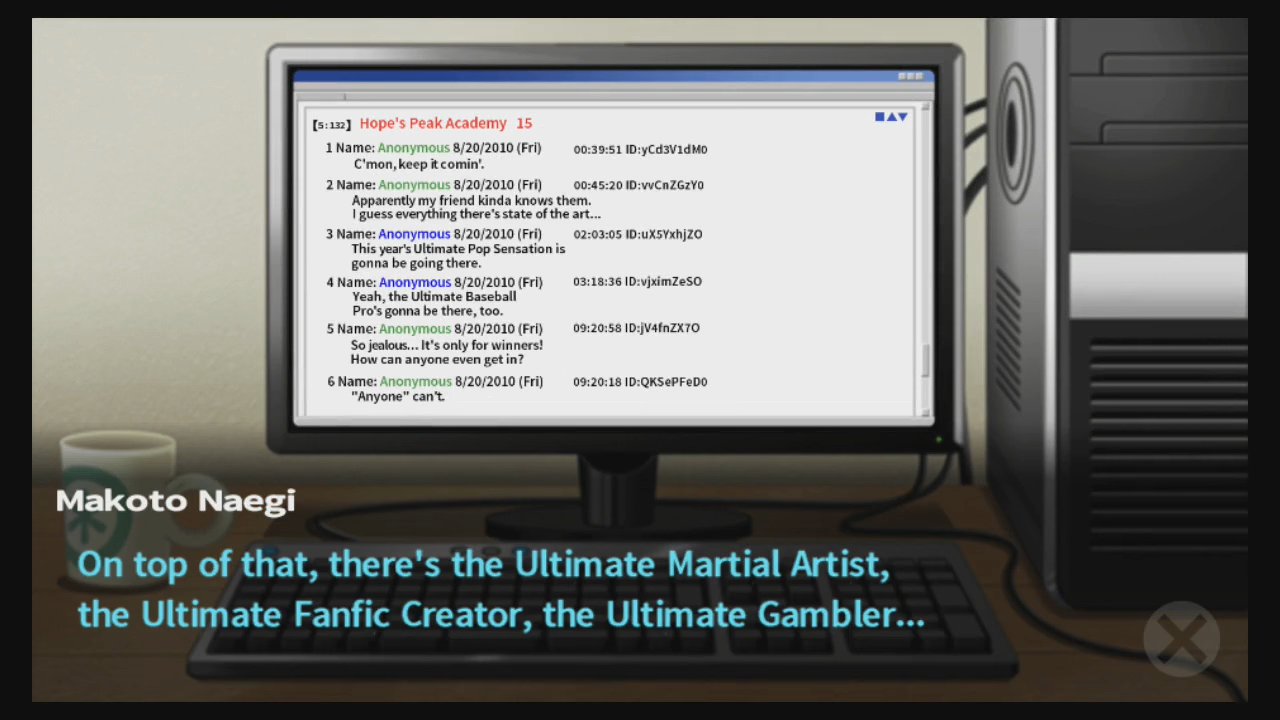 [5:132] Hope's Peak Academy 15
1 Name: Anonymous 8/20/2010 (Fri) 00:39:51 ID:yCd3V1dM0
C'mon, keep it comin'.
2 Name: Anonymous 8/20/2010 (Fri) 00:45:20 ID:vvCnZGzY0
Apparently my friend kinda knows them.
I guess everything there's state of the art...
3 Name: Anonymous 8/20/2010 (Fri) 02:03:05 ID:uX5YxhjZO
This year's Ultimate Pop Sensation is
gonna be going there.
4 Name: Anonymous 8/20/2010 (Fri) 03:18:36 ID:vjximZeSO
Yeah, the Ultimate Baseball
Pro's gonna be there, too.
5 Name: Anonymous 8/20/2010 (Fri) 09:20:58 ID:jV4fnZX7O
So jealous... It's only for winners!
How can anyone even get in?
6 Name: Anonymous 8/20/2010 (Fri) 09:20:18 ID:QKSePFeD0
"Anyone" can't.
Makoto Naegi
On top of that, there's the Ultimate Martial Artist,
the Ultimate Fanfic Creator, the Ultimate Gambler...